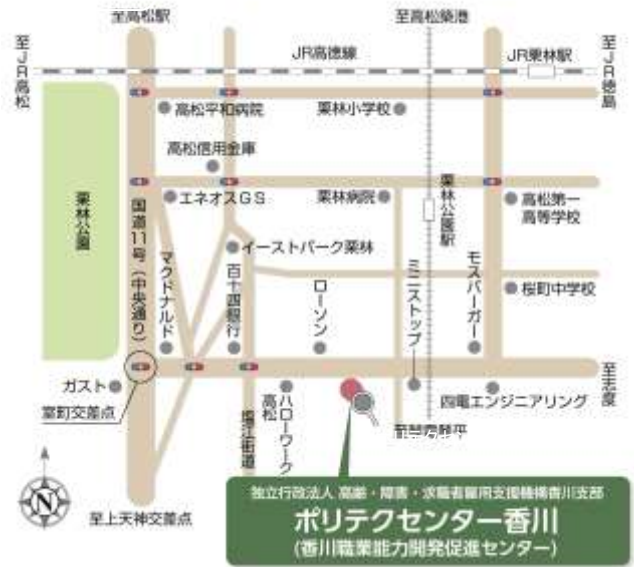 至高松駅
至高松築港
至JR高松
JR高徳線
JR栗林駅
至JR徳島
高松平和病院
栗林小学校
高松信用金庫
エネオスGS
栗林病院
栗林公園駅
高松第一
高等学校
栗林公園
国道11号(中央通り)
イーストパーク栗林
マクドナルド
百十四銀行
ローソン
ミニストップ
モスバーガー
桜町中学校
ガスト
室町交差点
ハローワーク
高松
塩江街道
四電エンジニアリング
至志度
至琴電琴平
N
至上天神交差点
独立行政法人 高齢・障害・求職者雇用支援機構香川支部
ポリテクセンター香川
(香川職業能力開発促進センター)